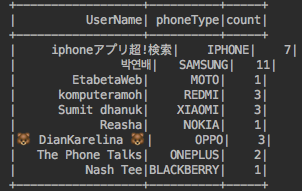 +----------------+----------+-----+
|        UserName| phoneType|count|
+----------------+----------+-----+
|     iphoneアプリ超!検索|    IPHONE|    7|
|             박연배|   SAMSUNG|   11|
|       EtabetaWeb|      MOTO|    1|
|      komputeramoh|     REDMI|    3|
|      Sumit dhanuk|    XIAOMI|    3|
|            Reasha|     NOKIA|    1|
|🐻 DianKarelina 🐻|      OPPO|    3|
|   The Phone Talks|   ONEPLUS|    2|
|          Nash Tee|BLACKBERRY|    1|
+----------------+----------+-----+